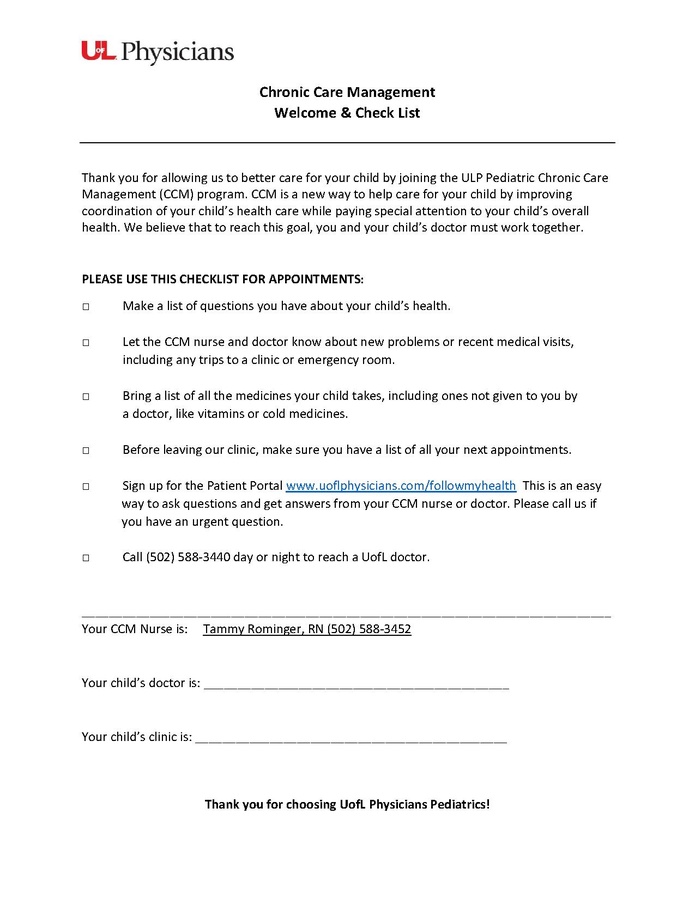 UofL Physicians
Chronic Care Management
Welcome & Check List
Thank you for allowing us to better care for your child by joining the ULP Pediatric Chronic Care
Management (CCM) program. CCM is a new way to help care for your child by improving
coordination of your child's health care while paying special attention to your child's overall
health. We believe that to reach this goal, you and your child's doctor must work together.
PLEASE USE THIS CHECKLIST FOR APPOINTMENTS:
□ Make a list of questions you have about your child's health.
□ Let the CCM nurse and doctor know about new problems or recent medical visits,
including any trips to a clinic or emergency room.
□ Bring a list of all the medicines your child takes, including ones not given to you by
a doctor, like vitamins or cold medicines.
□ Before leaving our clinic, make sure you have a list of all your next appointments.
□ Sign up for the Patient Portal www.uoflphysicians.com/followmyhealth This is an easy
way to ask questions and get answers from your CCM nurse or doctor. Please call us if
you have an urgent question.
□ Call (502) 588-3440 day or night to reach a UofL doctor.
Your CCM Nurse is: Tammy Rominger, RN (502) 588-3452
Your child's doctor is: ______________________________________________
Your child's clinic is: _______________________________________________
Thank you for choosing UofL Physicians Pediatrics!